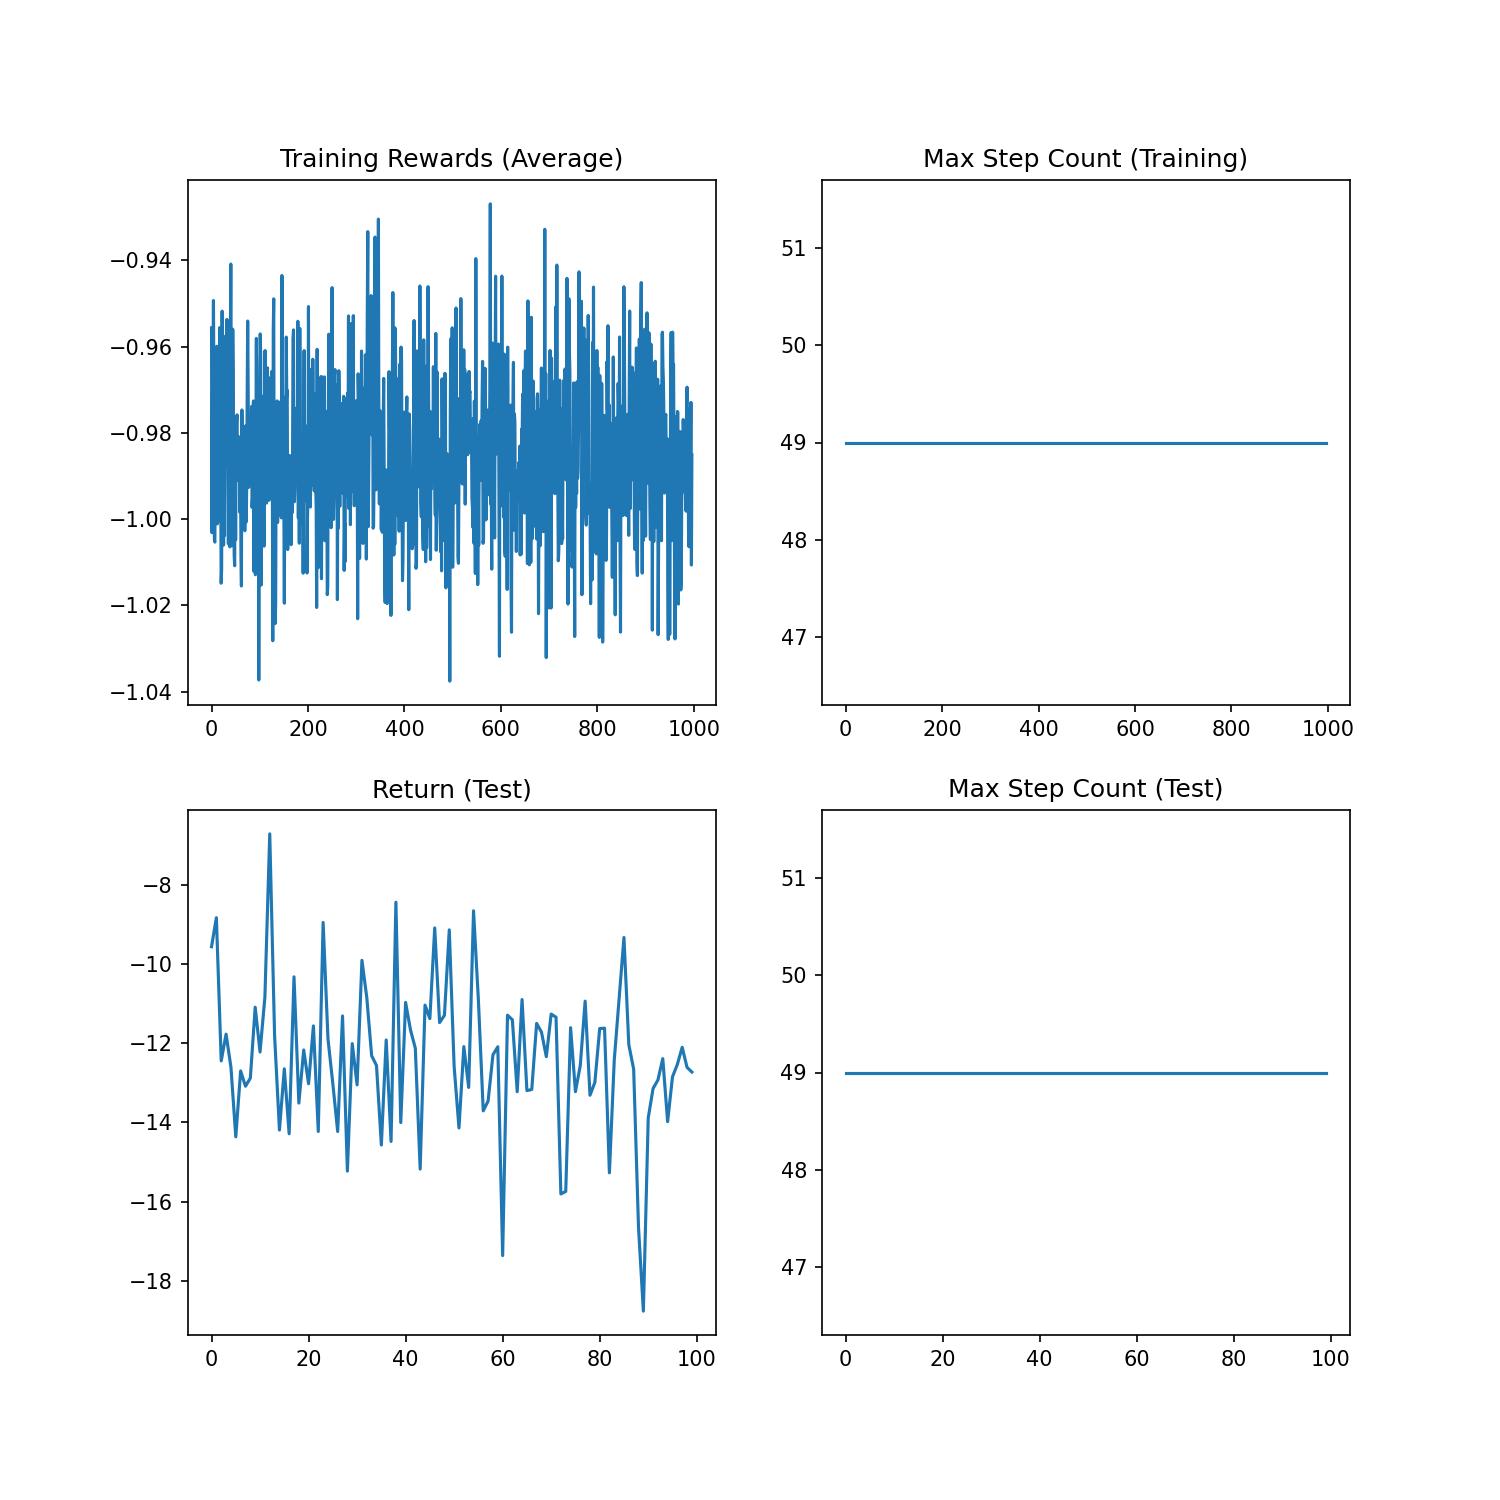 Training Rewards (Average)
−0.94
−0.96
−0.98
−1.00
−1.02
−1.04
0 200 400 600 800 1000
Max Step Count (Training)
51
50
49
48
47
0 200 400 600 800 1000
Return (Test)
−8
−10
−12
−14
−16
−18
0 20 40 60 80 100
Max Step Count (Test)
51
50
49
48
47
0 20 40 60 80 100